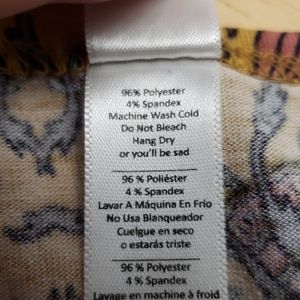 96% Polyester
4% Spandex
Machine Wash Cold
Do Not Bleach
Hang Dry
or you'll be sad
96 % Poliéster
4 % Spandex
Lavar A Máquina En Frio
No Usa Blanqueador
Cuelgue en seco
o estarás triste
96 % Polyester
4 % Spandex
Lavage en machine à froid